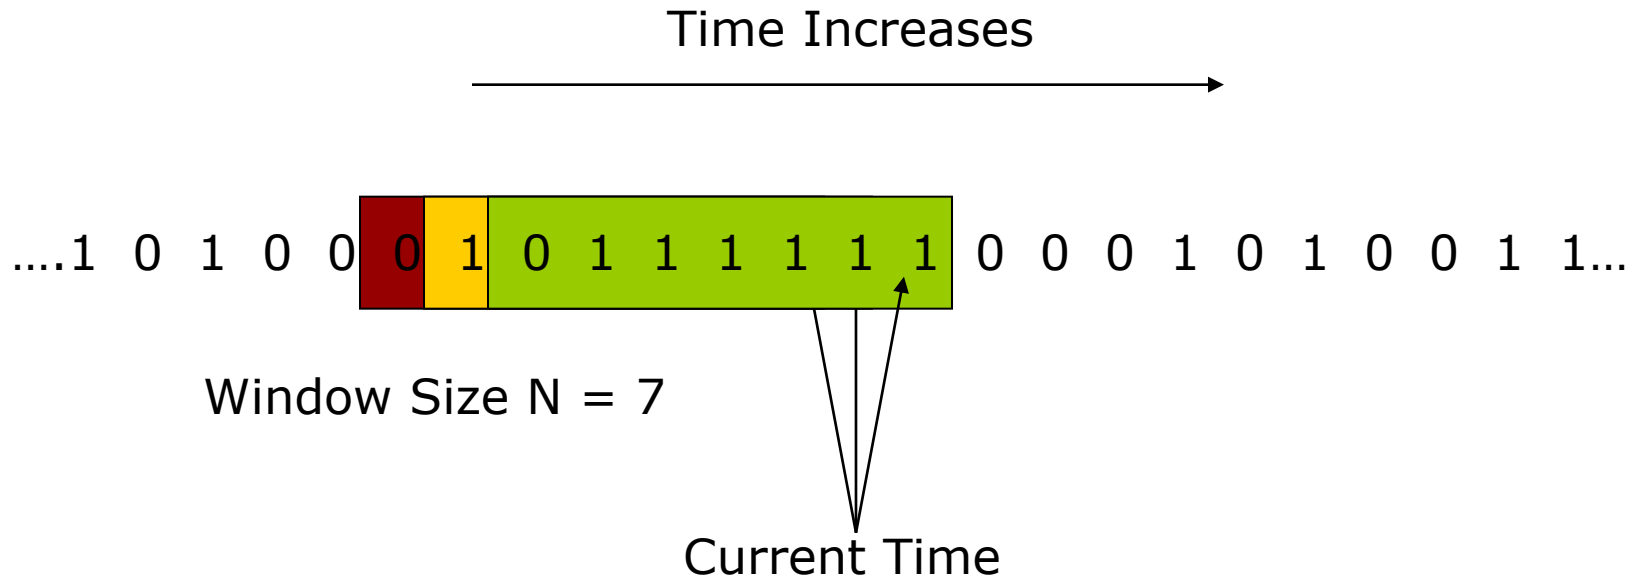 Time Increases
....1 0 1 0 0 0 1 0 1 1 1 1 1 1 0 0 0 1 0 1 0 0 1 1...
Window Size N = 7
Current Time